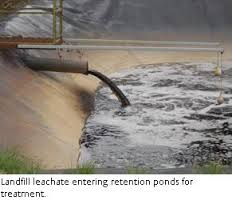 Landfill leachate entering retention ponds for
treatment.